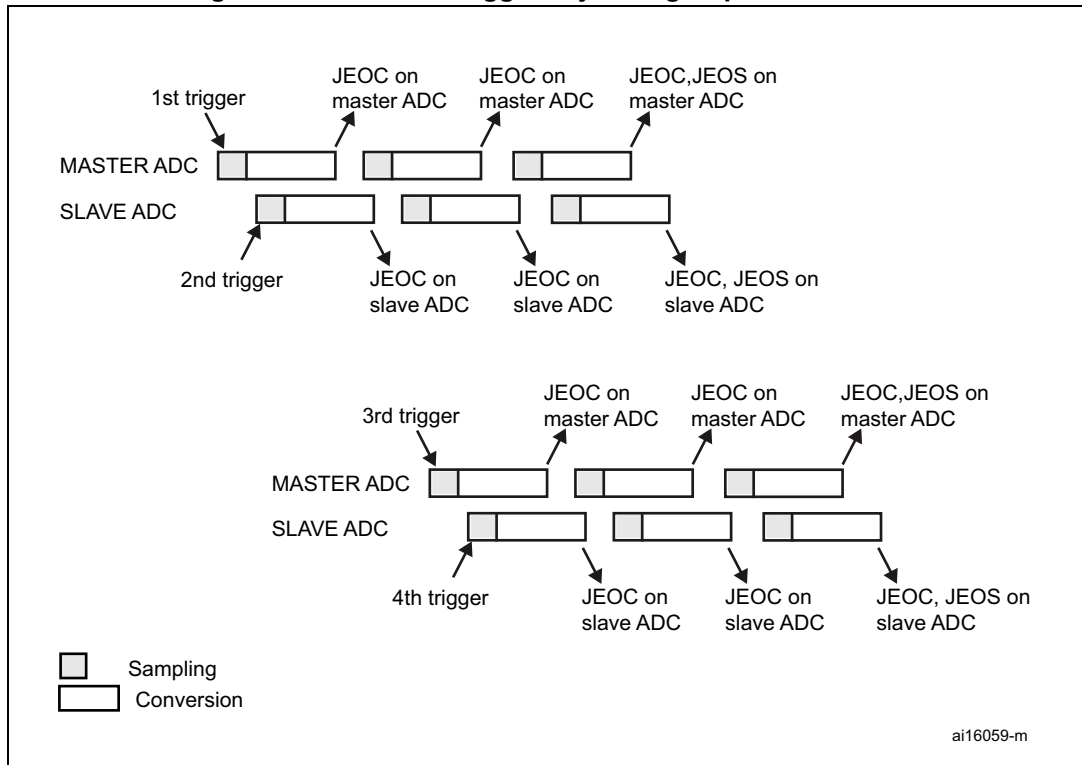 JEOC on
master ADC
JEOC on
master ADC
JEOC,JEOS on
master ADC
1st trigger
MASTER ADC
SLAVE ADC
2nd trigger
JEOC on
slave ADC
JEOC on
slave ADC
JEOC, JEOS on
slave ADC
JEOC on
master ADC
JEOC on
master ADC
JEOC,JEOS on
master ADC
3rd trigger
MASTER ADC
SLAVE ADC
4th trigger
JEOC on
slave ADC
JEOC on
slave ADC
JEOC, JEOS on
slave ADC
Sampling
Conversion
ai16059-m